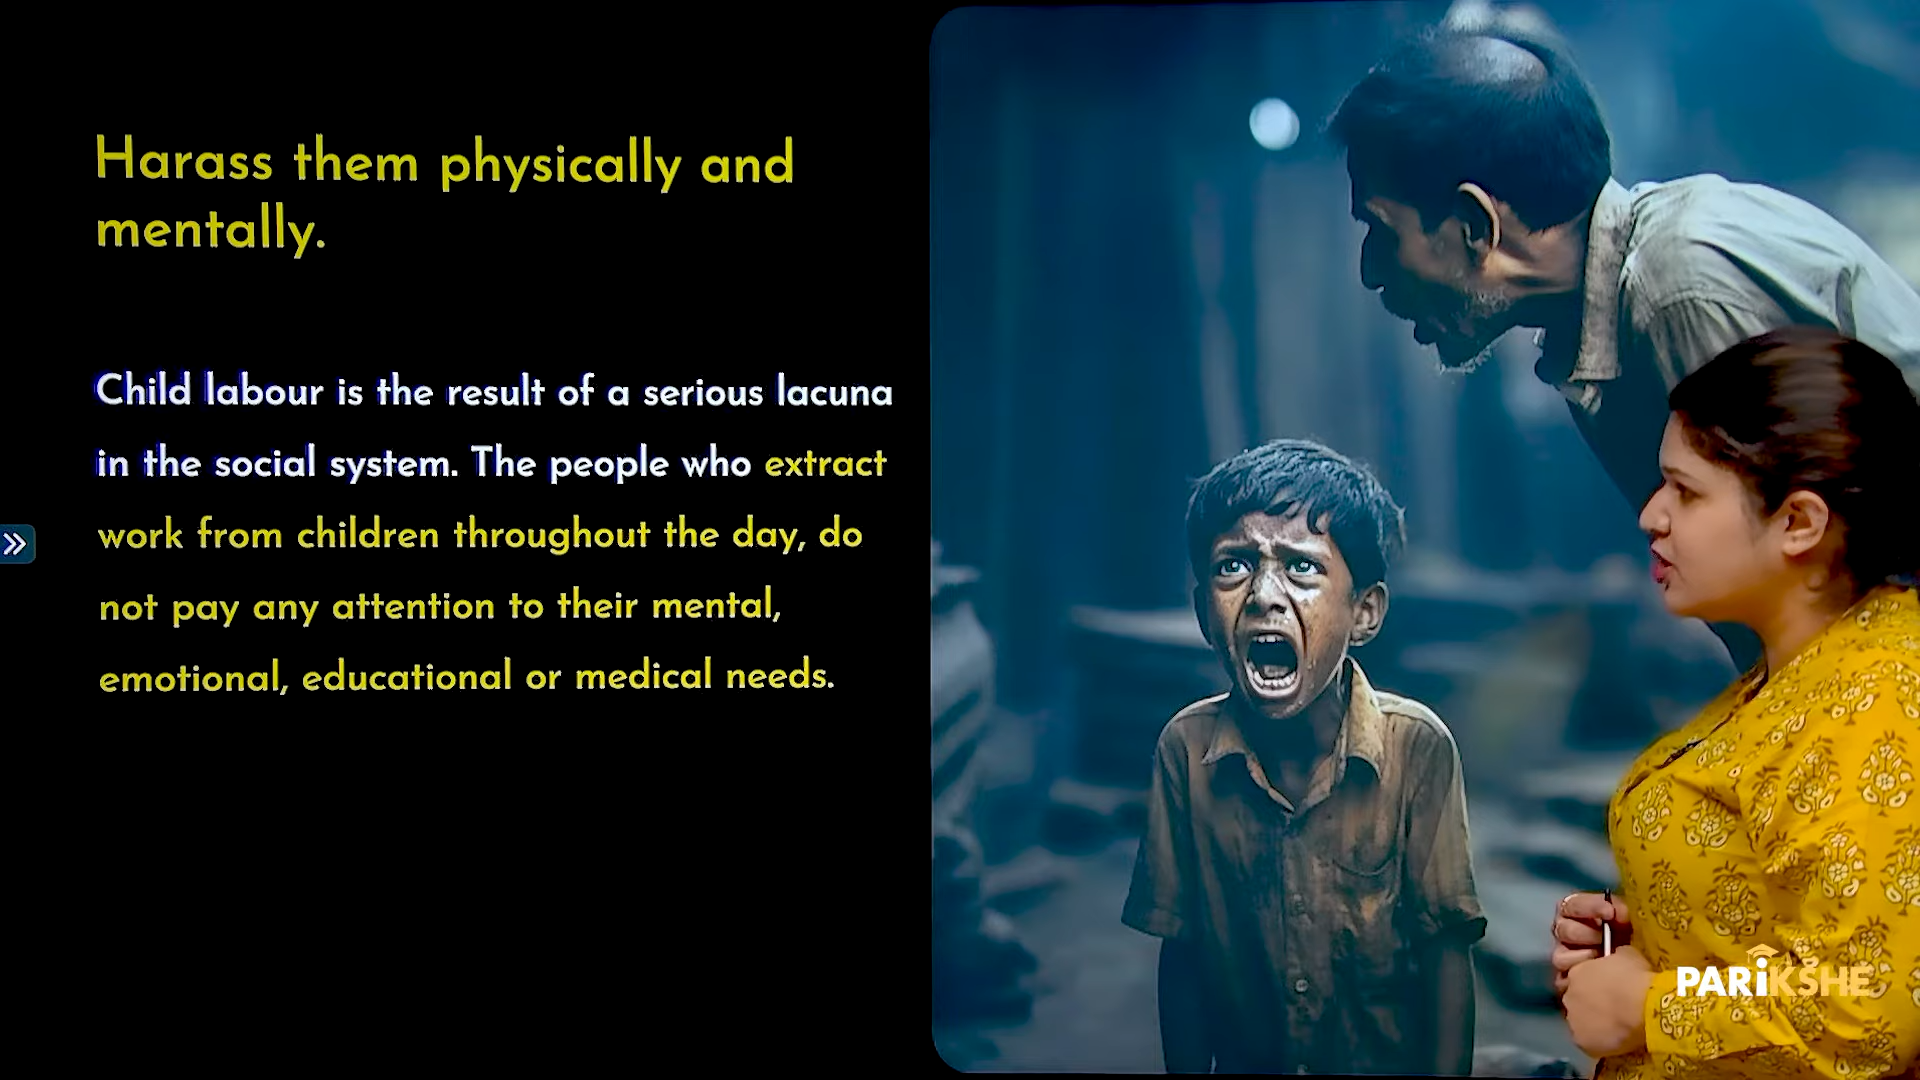 Harass them physically and
mentally.
Child labour is the result of a serious lacuna
in the social system. The people who extract
work from children throughout the day, do
not pay any attention to their mental,
emotional, educational or medical needs.
PARIKSHE